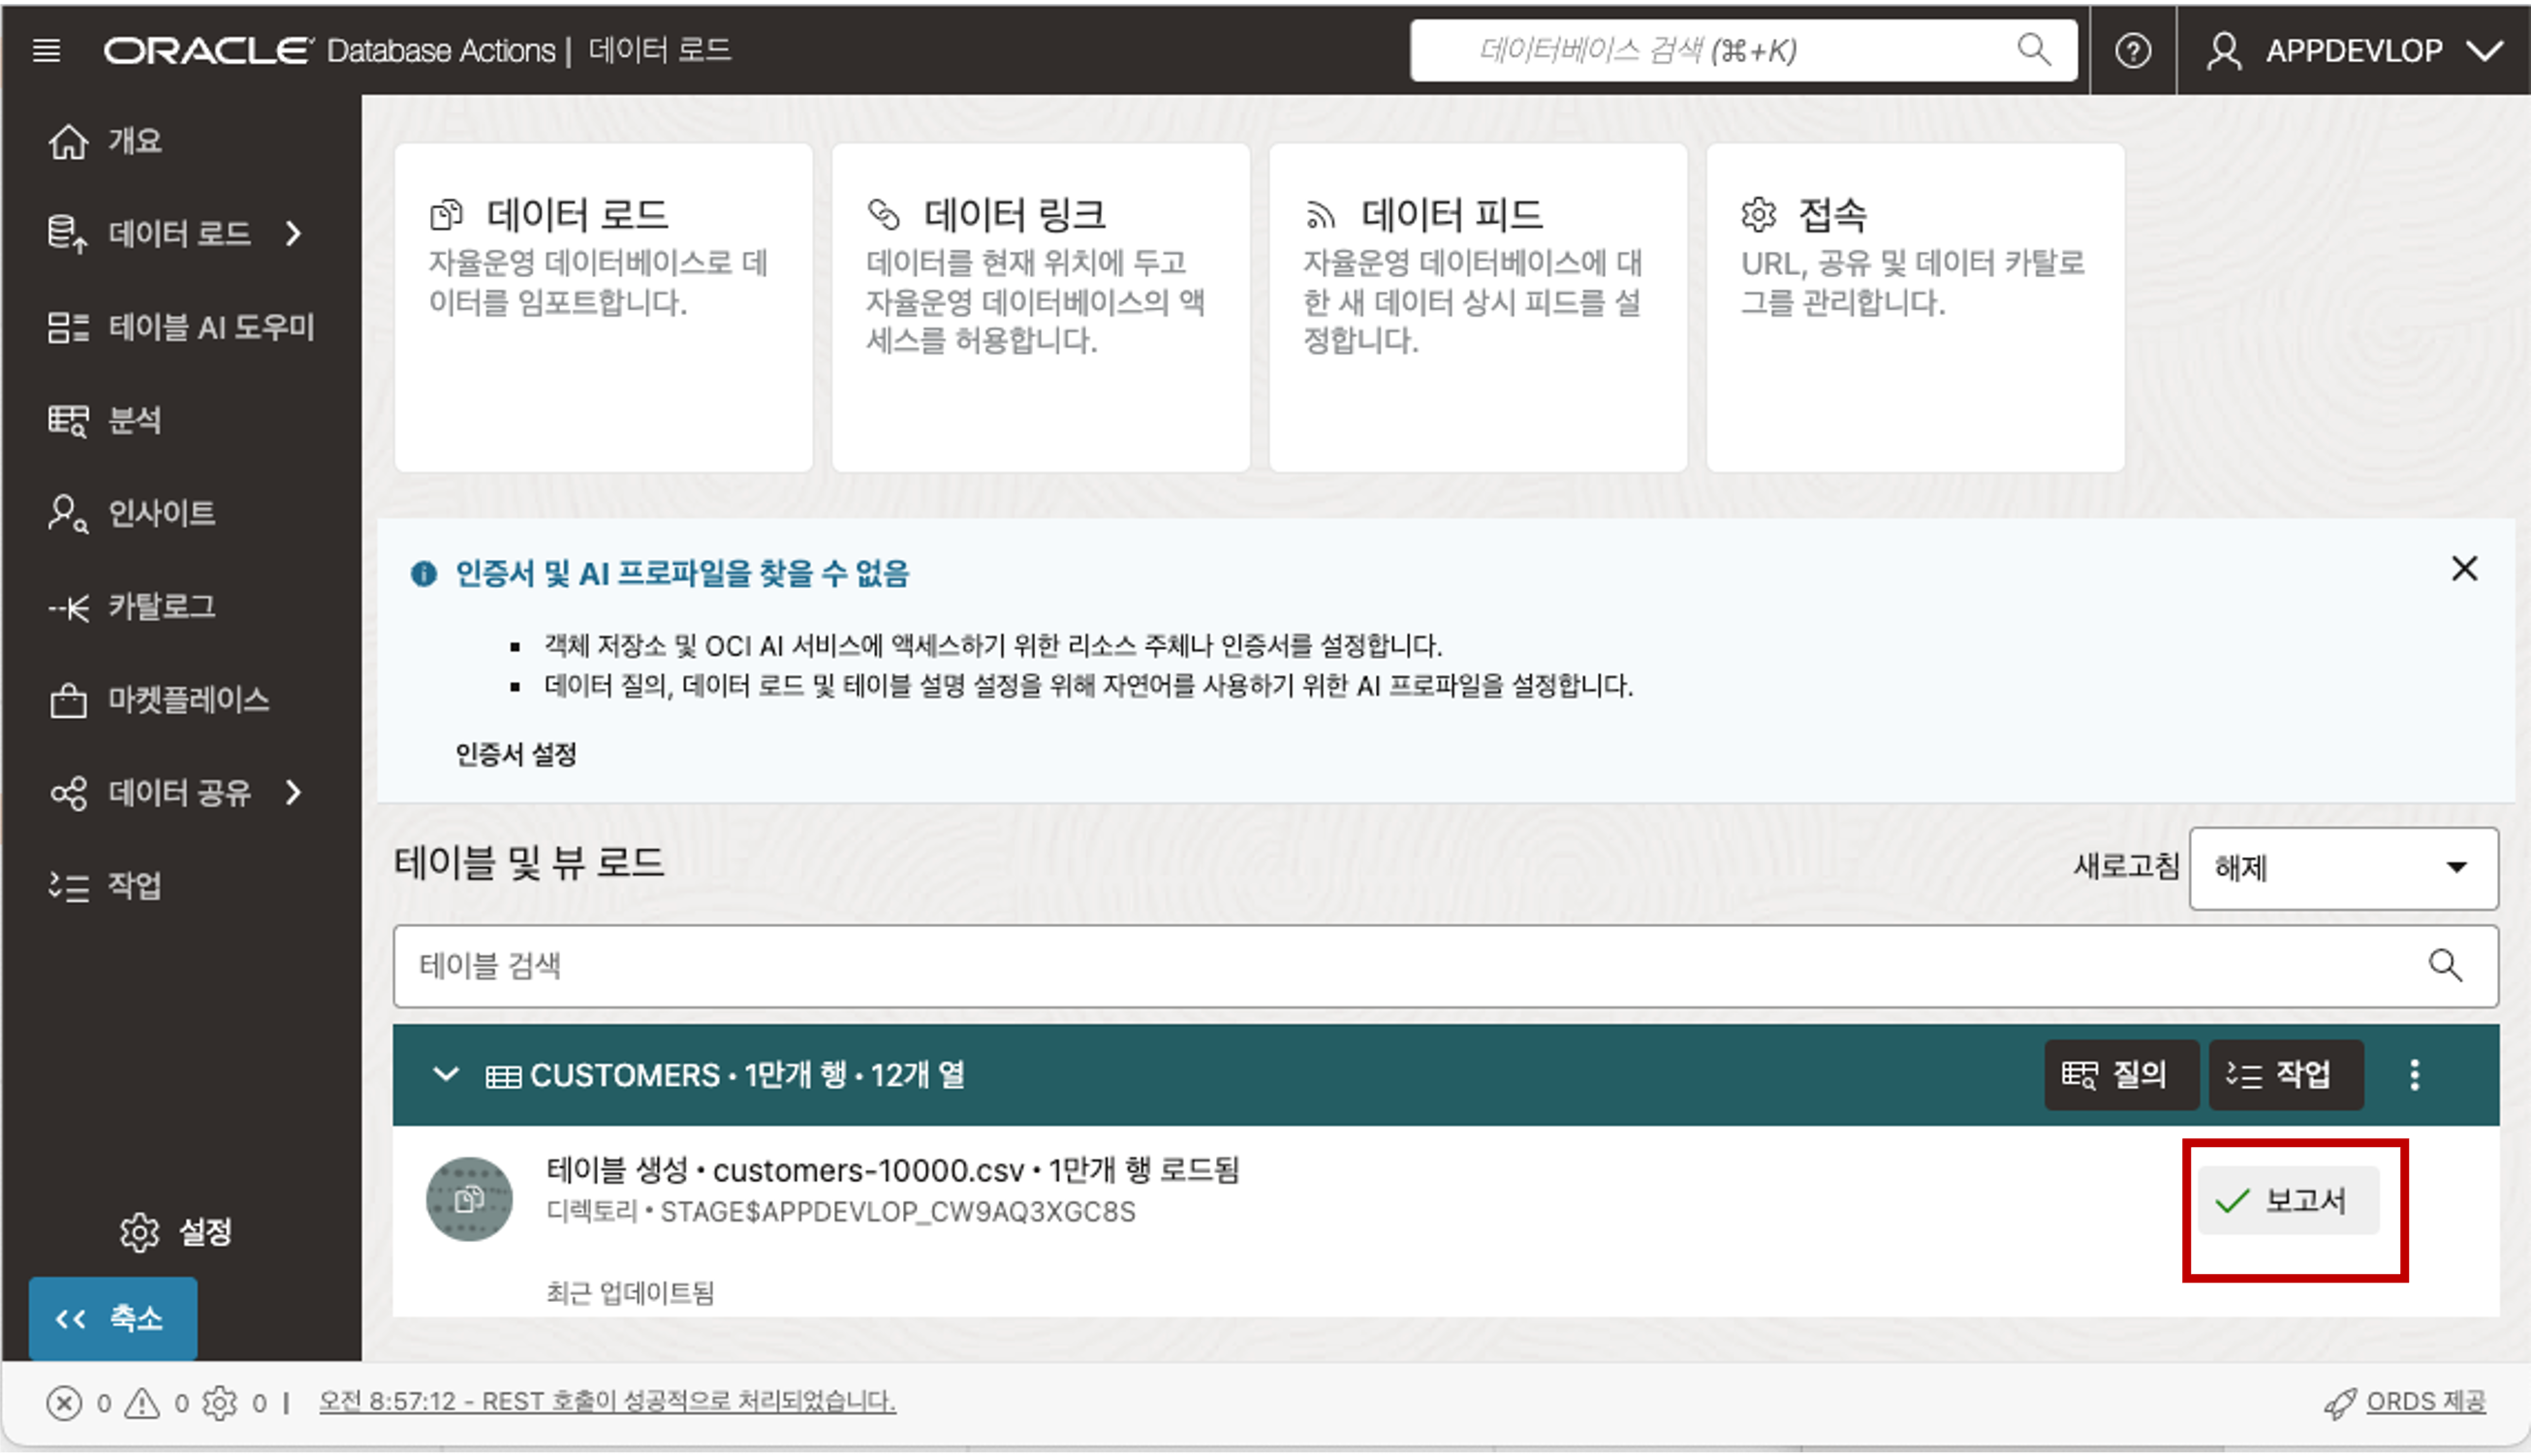 ORACLE Database Actions | 데이터 로드
데이터베이스 검색 (⌘+K)
APPDEVLOP
개요
데이터 로드
테이블 AI 도우미
분석
인사이트
카탈로그
마켓플레이스
데이터 공유
작업
설정
축소
데이터 로드
자율운영 데이터베이스로 데
이터를 임포트합니다.
데이터 링크
데이터를 현재 위치에 두고
자율운영 데이터베이스의 액
세스를 허용합니다.
데이터 피드
자율운영 데이터베이스에 대
한 새 데이터 상시 피드를 설
정합니다.
접속
URL, 공유 및 데이터 카탈로
그를 관리합니다.
인증서 및 AI 프로파일을 찾을 수 없음
▪ 객체 저장소 및 OCI AI 서비스에 액세스하기 위한 리소스 주체나 인증서를 설정합니다.
▪ 데이터 질의, 데이터 로드 및 테이블 설명 설정을 위해 자연어를 사용하기 위한 AI 프로파일을 설정합니다.
인증서 설정
테이블 및 뷰 로드
새로고침 해제
테이블 검색
CUSTOMERS • 1만개 행 • 12개 열
질의
작업
테이블 생성 • customers-10000.csv • 1만개 행 로드됨
디렉토리 • STAGE$APPDEVLOP_CW9AQ3XGC8S
보고서
최근 업데이트됨
0 0 0 | 오전 8:57:12 - REST 호출이 성공적으로 처리되었습니다.
ORDS 제공